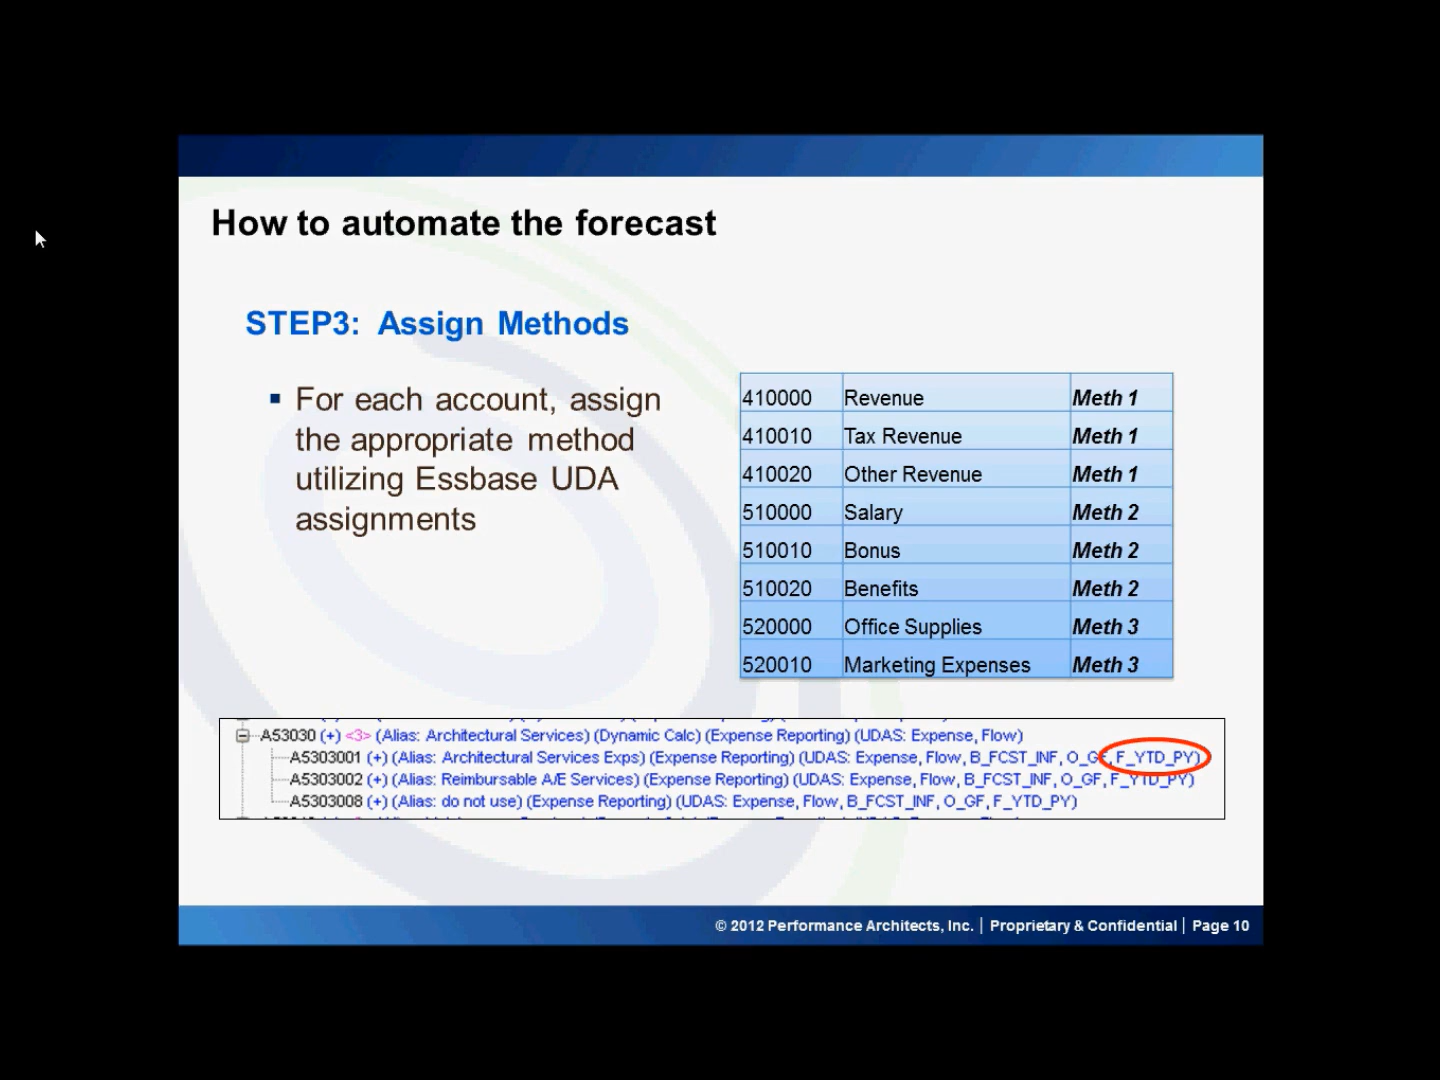 How to automate the forecast
STEP3: Assign Methods
▪ For each account, assign
the appropriate method
utilizing Essbase UDA
assignments
410000 Revenue Meth 1
410010 Tax Revenue Meth 1
410020 Other Revenue Meth 1
510000 Salary Meth 2
510010 Bonus Meth 2
510020 Benefits Meth 2
520000 Office Supplies Meth 3
520010 Marketing Expenses Meth 3
A53030 (+) <3> (Alias: Architectural Services) (Dynamic Calc) (Expense Reporting) (UDAS: Expense, Flow)
A5303001 (+) (Alias: Architectural Services Exps) (Expense Reporting) (UDAS: Expense, Flow, B_FCST_INF, O_GF, F_YTD_PY)
A5303002 (+) (Alias: Reimbursable A/E Services) (Expense Reporting) (UDAS: Expense, Flow, B_FCST_INF, O_GF, F_YTD_PY)
A5303008 (+) (Alias: do not use) (Expense Reporting) (UDAS: Expense, Flow, B_FCST_INF, O_GF, F_YTD_PY)
© 2012 Performance Architects, Inc. | Proprietary & Confidential | Page 10